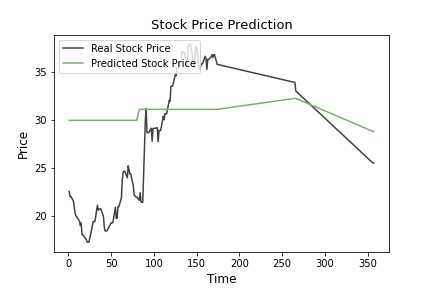 Stock Price Prediction
Real Stock Price
Predicted Stock Price
Price
35
30
25
20
0 50 100 150 200 250 300 350
Time